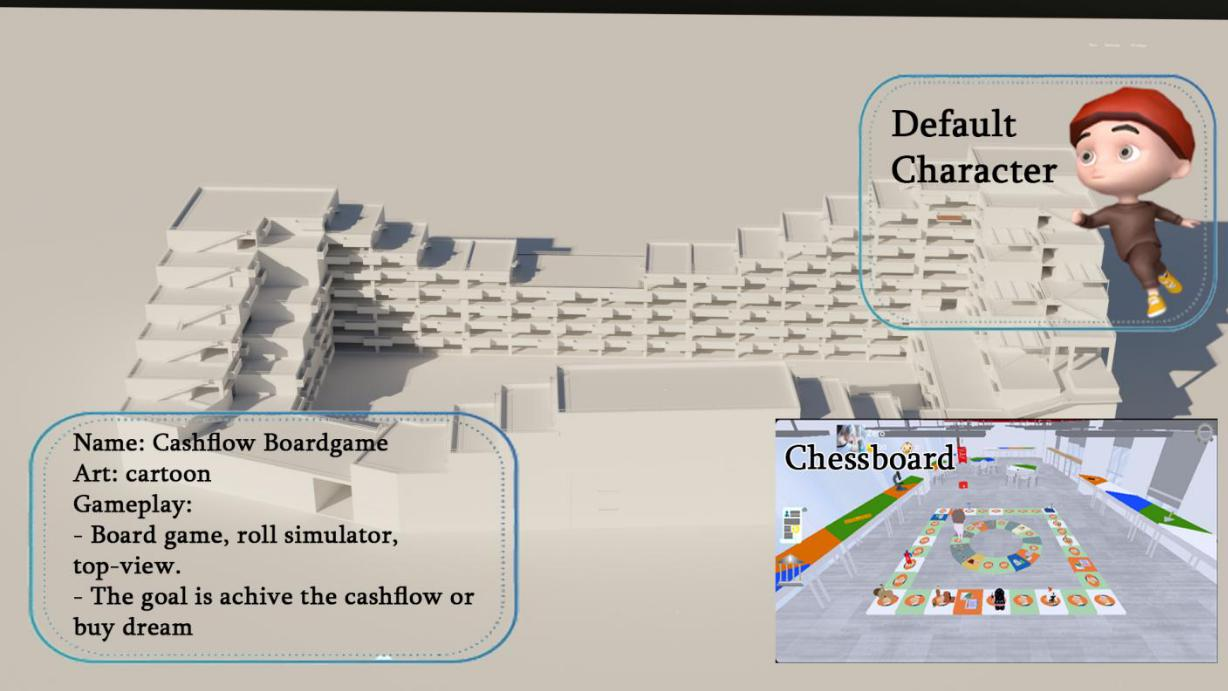 Default
Character
Name: Cashflow Boardgame
Art: cartoon
Gameplay:
- Board game, roll simulator,
top-view.
- The goal is achive the cashflow or
buy dream
Chessboard